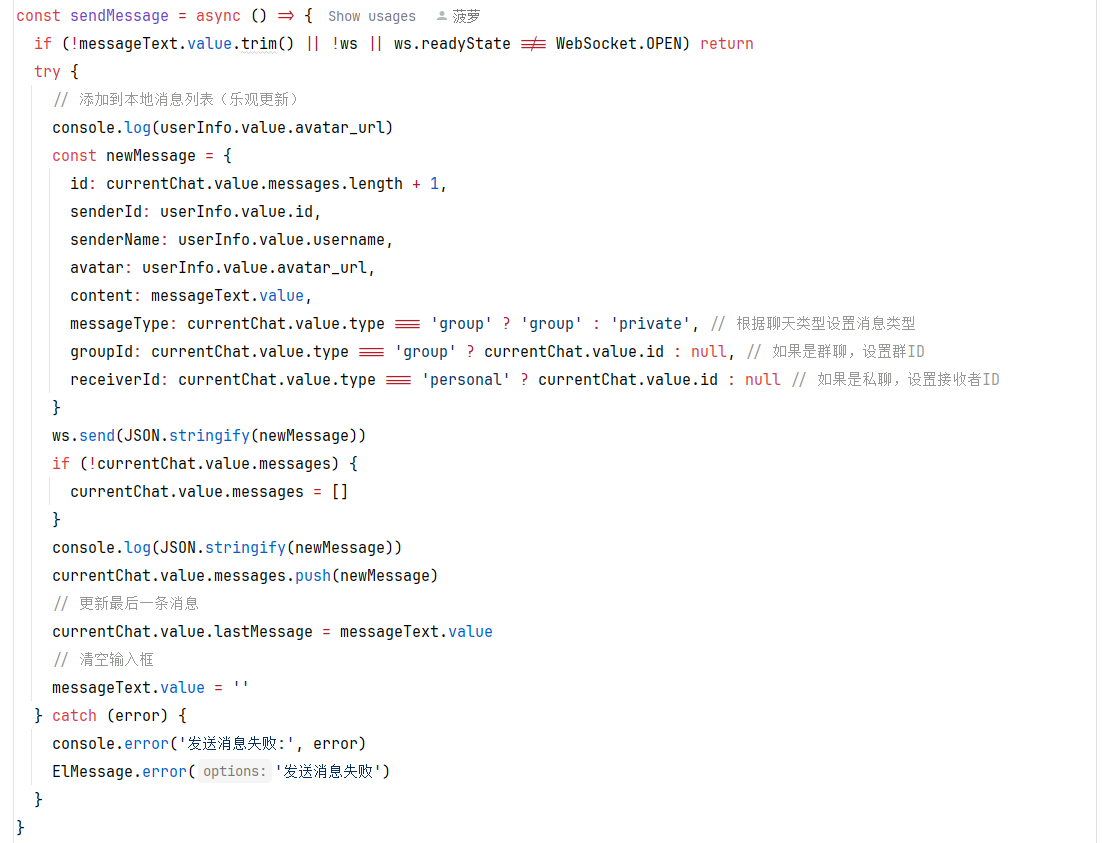 const sendMessage = async () => { Show usages 菠萝
  if (!messageText.value.trim() || !ws || ws.readyState !== WebSocket.OPEN) return
  try {
    // 添加到本地消息列表（乐观更新）
    console.log(userInfo.value.avatar_url)
    const newMessage = {
      id: currentChat.value.messages.length + 1,
      senderId: userInfo.value.id,
      senderName: userInfo.value.username,
      avatar: userInfo.value.avatar_url,
      content: messageText.value,
      messageType: currentChat.value.type === 'group' ? 'group' : 'private', // 根据聊天类型设置消息类型
      groupId: currentChat.value.type === 'group' ? currentChat.value.id : null, // 如果是群聊，设置群ID
      receiverId: currentChat.value.type === 'personal' ? currentChat.value.id : null // 如果是私聊，设置接收者ID
    }
    ws.send(JSON.stringify(newMessage))
    if (!currentChat.value.messages) {
      currentChat.value.messages = []
    }
    console.log(JSON.stringify(newMessage))
    currentChat.value.messages.push(newMessage)
    // 更新最后一条消息
    currentChat.value.lastMessage = messageText.value
    // 清空输入框
    messageText.value = ''
  } catch (error) {
    console.error('发送消息失败:', error)
    ElMessage.error( options: '发送消息失败')
  }
}